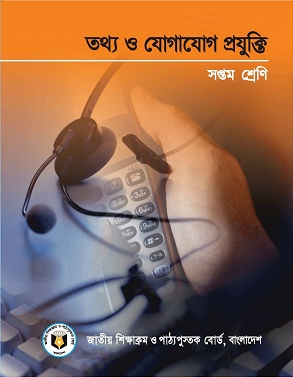 তথ্য ও যোগাযোগ প্রযুক্তি
সপ্তম শ্রেণি
জাতীয় শিক্ষাক্রম ও পাঠ্যপুস্তক বোর্ড, বাংলাদেশ